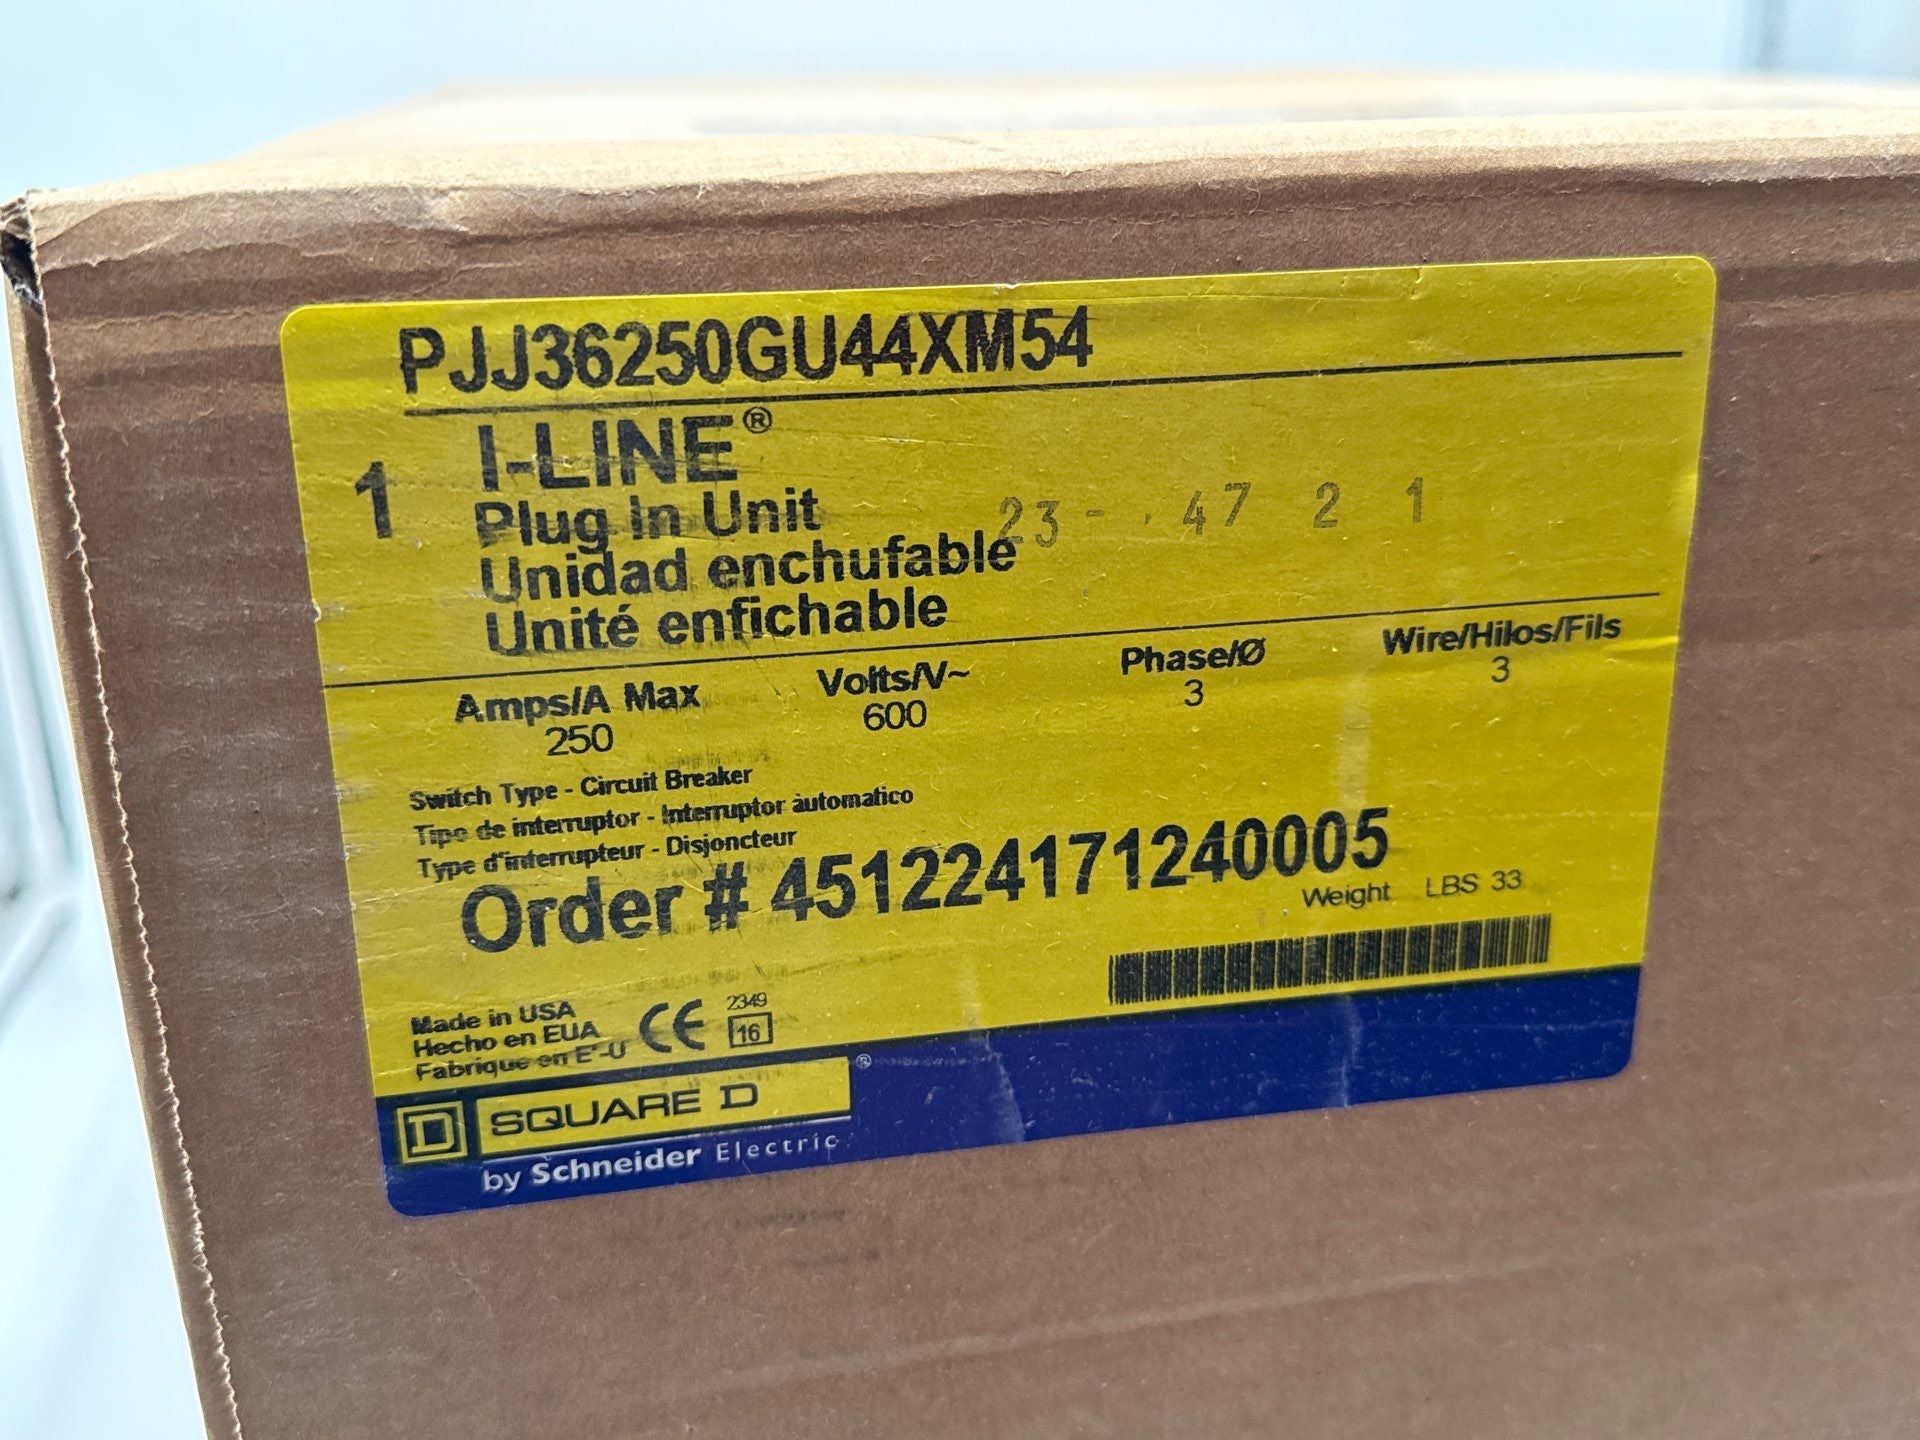 PJJ36250GU44XM54
1
I-LINE®
Plug In Unit
Unidad enchufable
Unité enfichable
23- 47 2 1
Amps/A Max Volts/V~ Phase/Ø Wire/Hilos/Fils
250 600 3 3
Switch Type - Circuit Breaker
Tipo de interruptor - Interruptor automatico
Type d'interrupteur - Disjoncteur
Order # 451224171240005
Weight LBS 33
Made in USA
Hecho en EUA
Fabrique en E-U
CE
2349
16
D SQUARE D®
by Schneider Electric